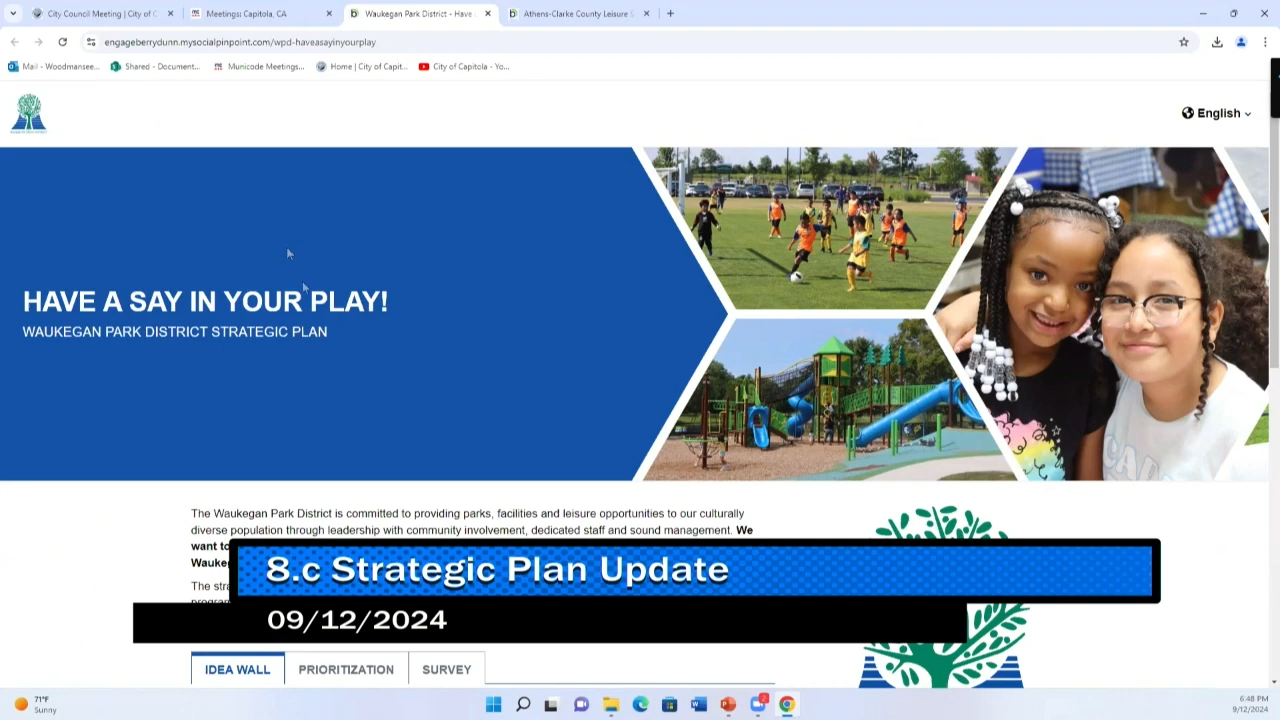 City Council Meeting | City of C
Meetings: Capitola, CA
Waukegan Park District - Have
Athens-Clarke County Leisure S
engageberrydunn.mysocialpinpoint.com/wpd-haveasayinyourplay
Mail - Woodmansee...
Shared - Document...
Municode Meetings...
Home | City of Capit...
City of Capitola - Yo...
English
HAVE A SAY IN YOUR PLAY!
WAUKEGAN PARK DISTRICT STRATEGIC PLAN
The Waukegan Park District is committed to providing parks, facilities and leisure opportunities to our culturally
diverse population through leadership with community involvement, dedicated staff and sound management. We
want to
The
8.c Strategic Plan Update
09/12/2024
IDEA WALL
PRIORITIZATION
SURVEY
71°F
Sunny
2
6:48 PM
9/12/2024